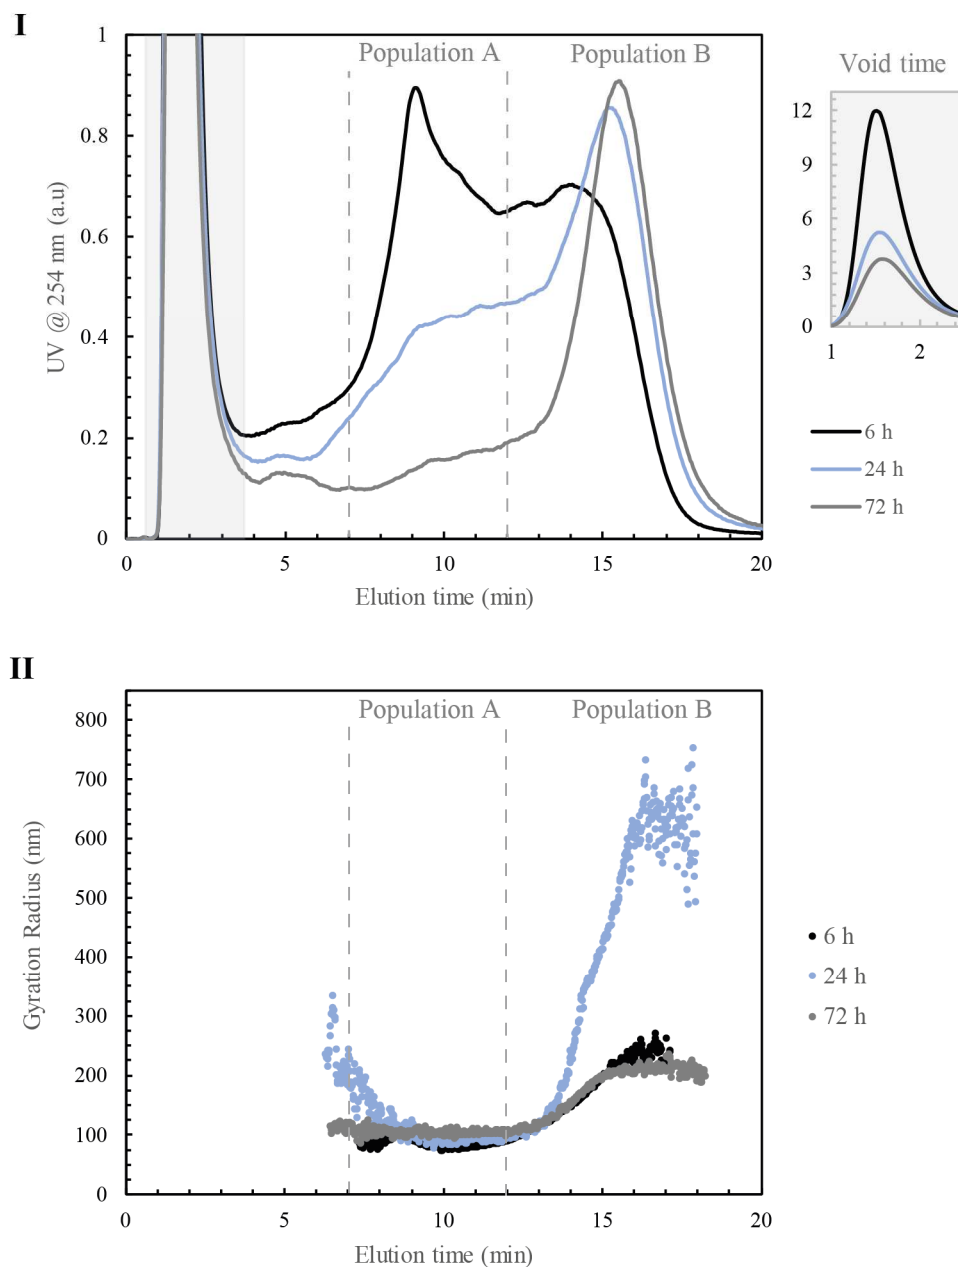 I
Population A
Population B
Void time
1
0.8
0.6
0.4
0.2
0
UV @ 254 nm (a.u)
0
5
10
15
20
Elution time (min)
12
9
6
3
0
1
2
6 h
24 h
72 h
II
Population A
Population B
800
700
600
500
400
300
200
100
0
Gyration Radius (nm)
0
5
10
15
20
Elution time (min)
6 h
24 h
72 h